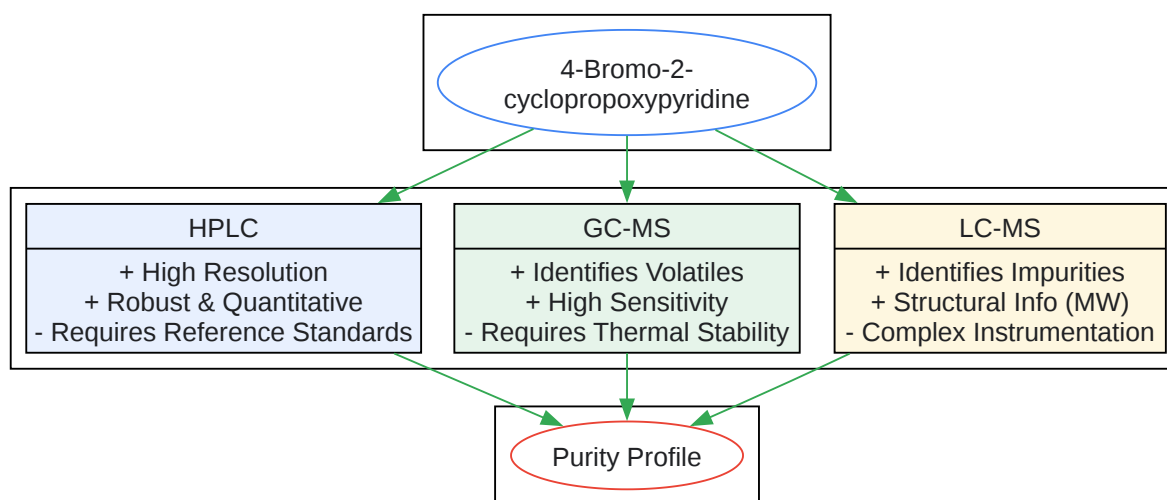 4-Bromo-2-
cyclopropoxypyridine
HPLC
+ High Resolution
+ Robust & Quantitative
- Requires Reference Standards
GC-MS
+ Identifies Volatiles
+ High Sensitivity
- Requires Thermal Stability
LC-MS
+ Identifies Impurities
+ Structural Info (MW)
- Complex Instrumentation
Purity Profile